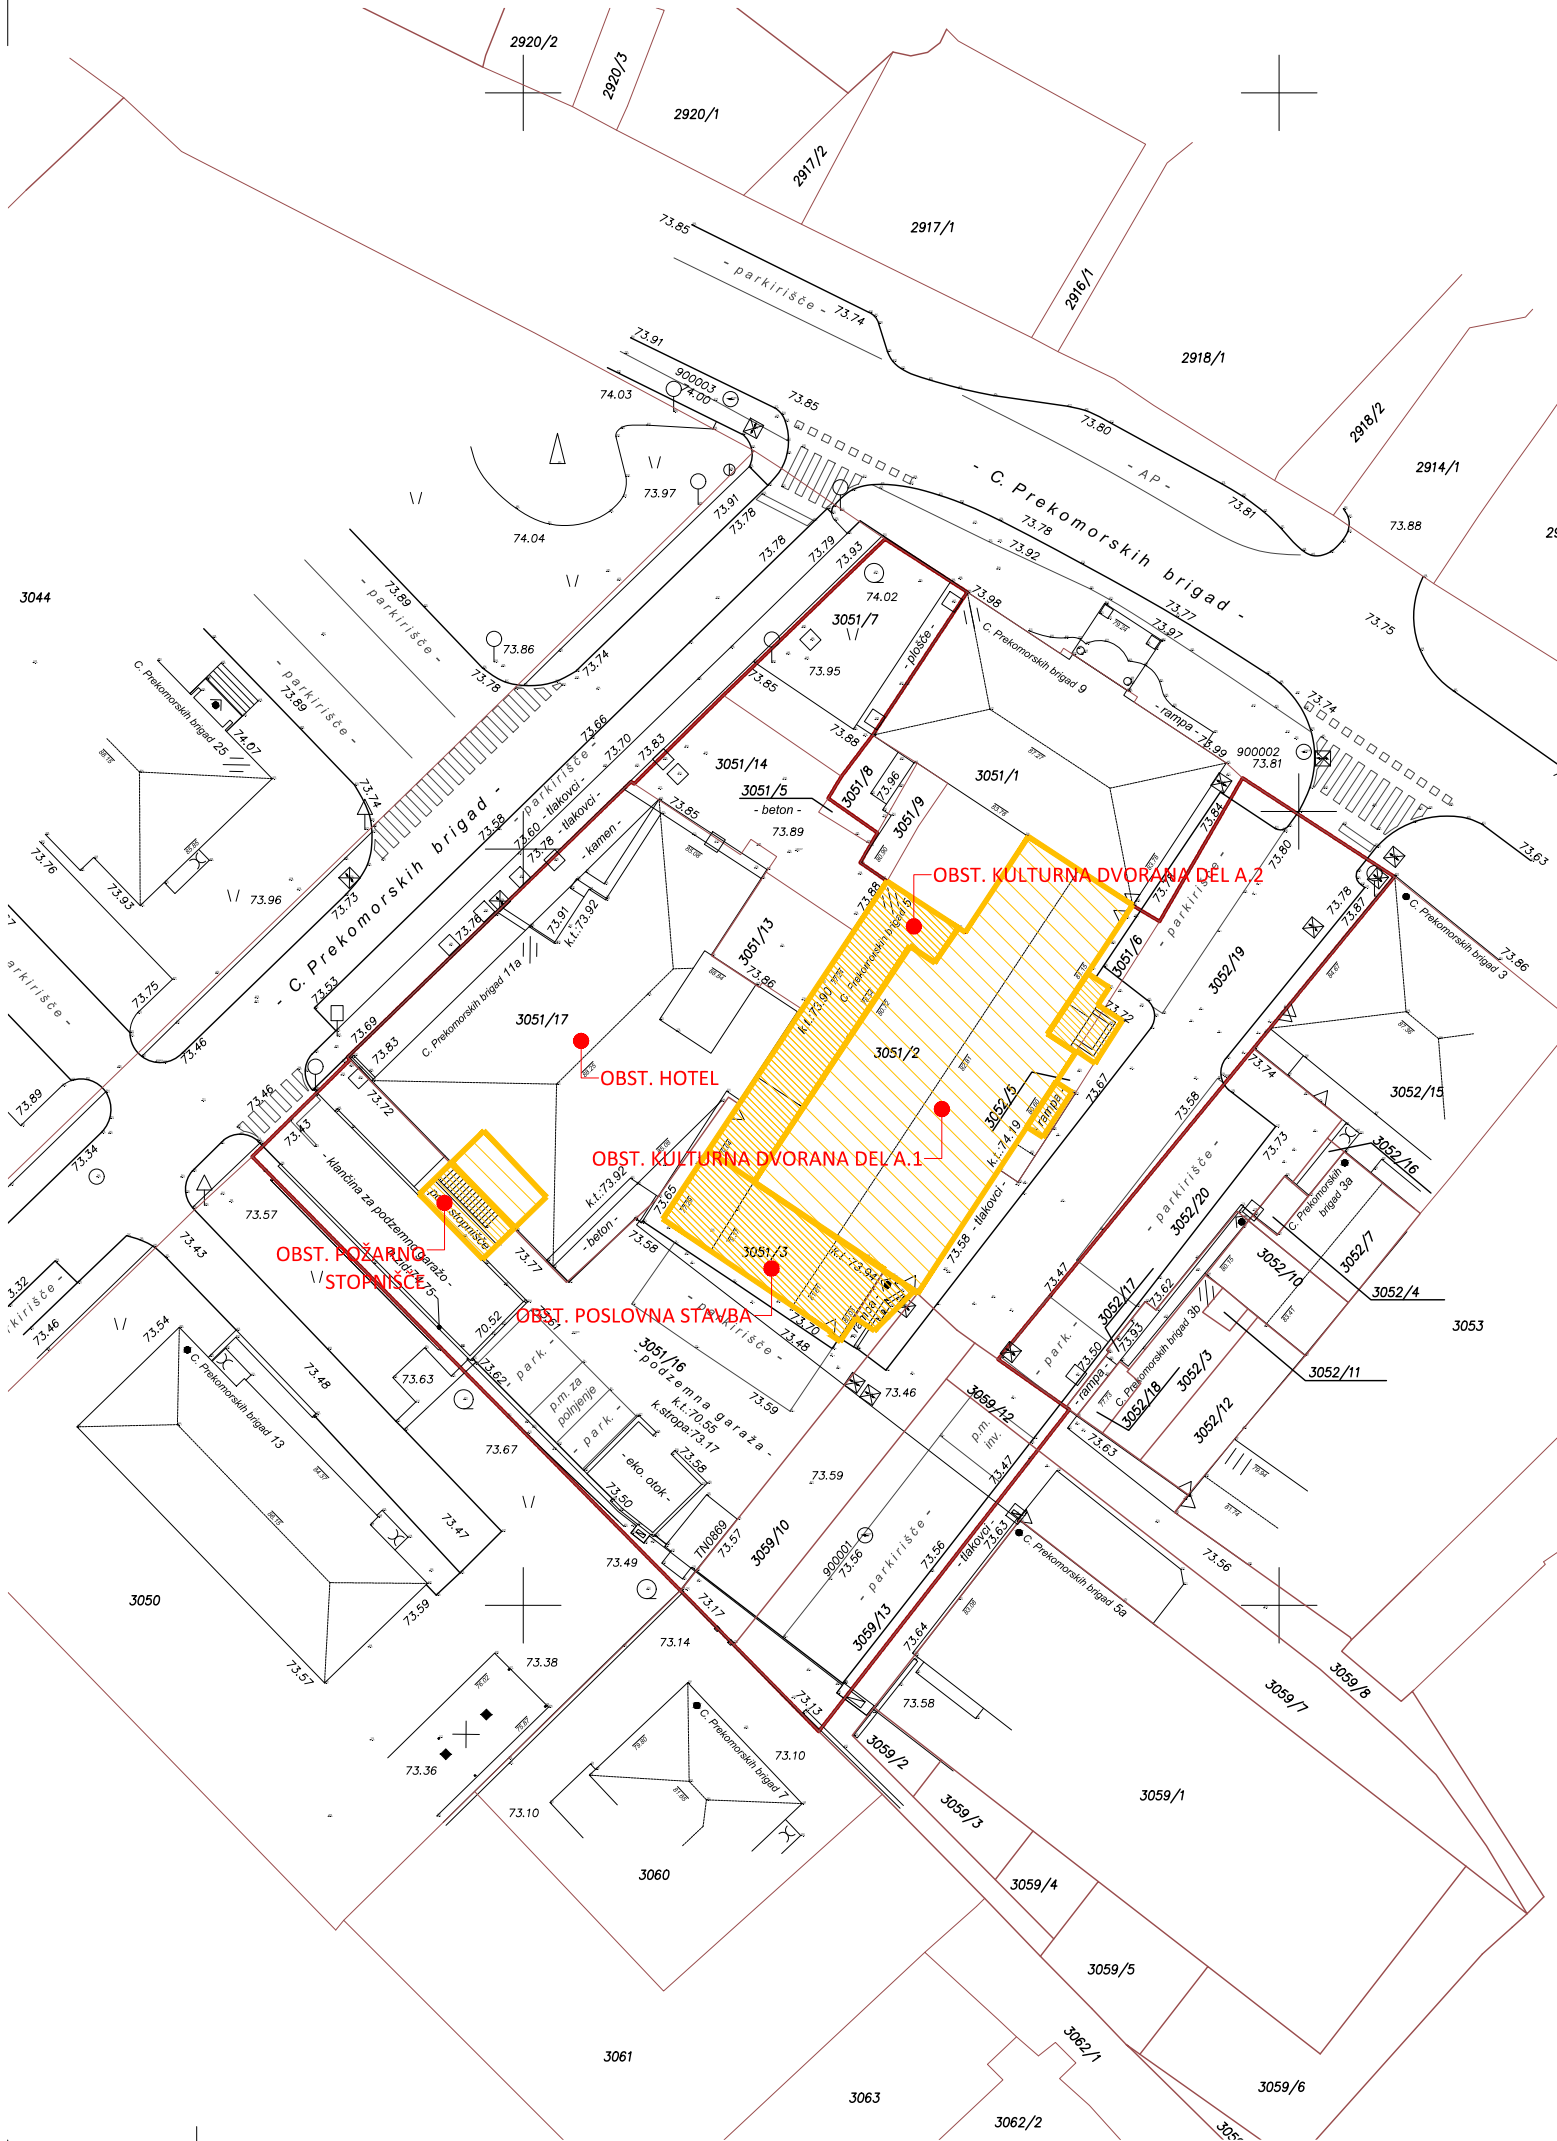 2920/2
2920/3
2920/1
2917/2
2917/1
2916/1
2918/1
2918/2
2914/1
73.85
- parkirišče -
73.74
73.91
900003
74.00
74.03
73.85
73.80
- AP -
73.81
73.88
- C. Prekomorskih brigad -
73.78
73.92
73.77
73.97
73.75
73.97
73.91
73.78
74.04
73.78
73.79
73.93
3044
73.89
- parkirišče -
73.86
73.78
73.74
74.02
3051/7
- plošče -
73.98
C. Prekomorskih brigad 9
73.95
73.85
73.88
- rampa -
73.99
73.74
900002
73.81
C. Prekomorskih brigad 25
74.07
73.89
- parkirišče -
73.74
73.66
73.70
73.83
- parkirišče -
3051/14
3051/5
- beton -
73.89
3051/8
73.96
3051/9
3051/1
73.84
73.80
73.63
73.76
73.93
73.96
73.73
73.58
73.60 - tlakovci -
73.78 - tlakovci -
- kamen -
73.85
- C. Prekomorskih brigad -
73.78
73.91
k.t.:73.92
73.88
OBST. KULTURNA DVORANA DEL A.2
C. Prekomorskih brigad 5
- parkirišče -
73.78
73.87
C. Prekomorskih brigad 3
73.86
73.75
73.46
73.53
73.69
73.83
C. Prekomorskih brigad 11a
3051/13
73.86
k.t.:73.90
3051/6
3052/19
73.72
3051/17
3051/2
OBST. HOTEL
3052/5
- rampa -
73.67
73.74
73.58
3052/15
73.89
73.34
73.46
73.43
73.72
k.t.:74.19
OBST. KULTURNA DVORANA DEL A.1
73.73
3052/16
- klančina za podzemno garažo -
k.t.:73.92
73.65
- beton -
73.58
- parkirišče -
3052/20
C. Prekomorskih
brigad 3a
3052/7
3052/10
73.57
73.43
OBST. POŽARNO
STOPNIŠČE
73.77
3051/3
k.t.:73.94
73.58 - tlakovci -
73.47
3052/17
73.62
3052/4
3053
73.46
73.54
OBST. POSLOVNA STAVBA
- parkirišče -
73.70
73.48
- rampa -
- park. -
73.50
73.93
C. Prekomorskih brigad 3b
3052/11
70.52
73.62
- park. -
3051/16
- podzemna garaža -
k.t.:70.55
k.stropa:73.17
73.59
73.46
3059/12
- rampa -
3052/18
3052/3
3052/12
C. Prekomorskih brigad 13
73.48
73.63
p.m. za
polnjenje
- park. -
p.m.
inv.
73.47
73.63
73.67
- eko. otok -
73.58
73.50
73.59
TN0869
73.57
3059/10
900001
73.56
- parkirišče -
73.56
- tlakovci -
73.63
C. Prekomorskih brigad 5a
73.56
73.47
73.49
3050
73.59
73.17
73.14
3059/13
73.64
73.57
73.38
73.58
3059/8
3059/7
73.13
C. Prekomorskih brigad 7
73.10
73.36
73.10
3059/2
3059/3
3059/1
3060
3059/4
3059/5
3061
3062/1
3059/6
3063
3062/2